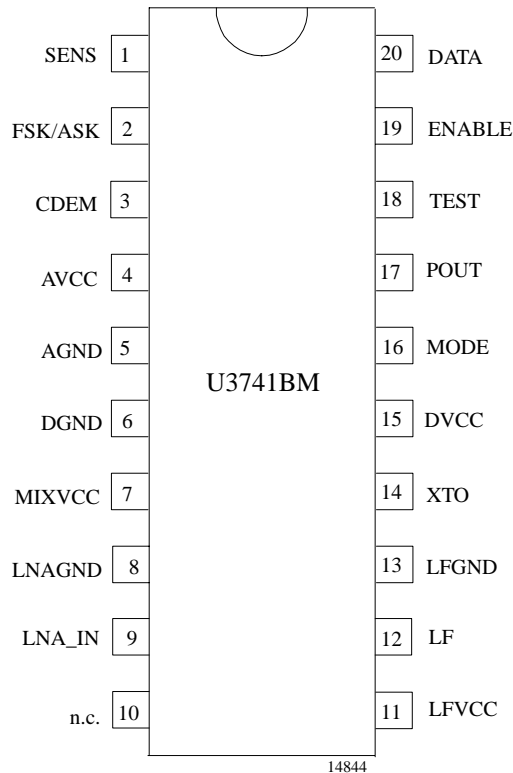 SENS 1 20 DATA
FSK/ASK 2 19 ENABLE
CDEM 3 18 TEST
AVCC 4 17 POUT
AGND 5 16 MODE
U3741BM
DGND 6 15 DVCC
MIXVCC 7 14 XTO
LNAGND 8 13 LFGND
LNA_IN 9 12 LF
n.c. 10 11 LFVCC
14844